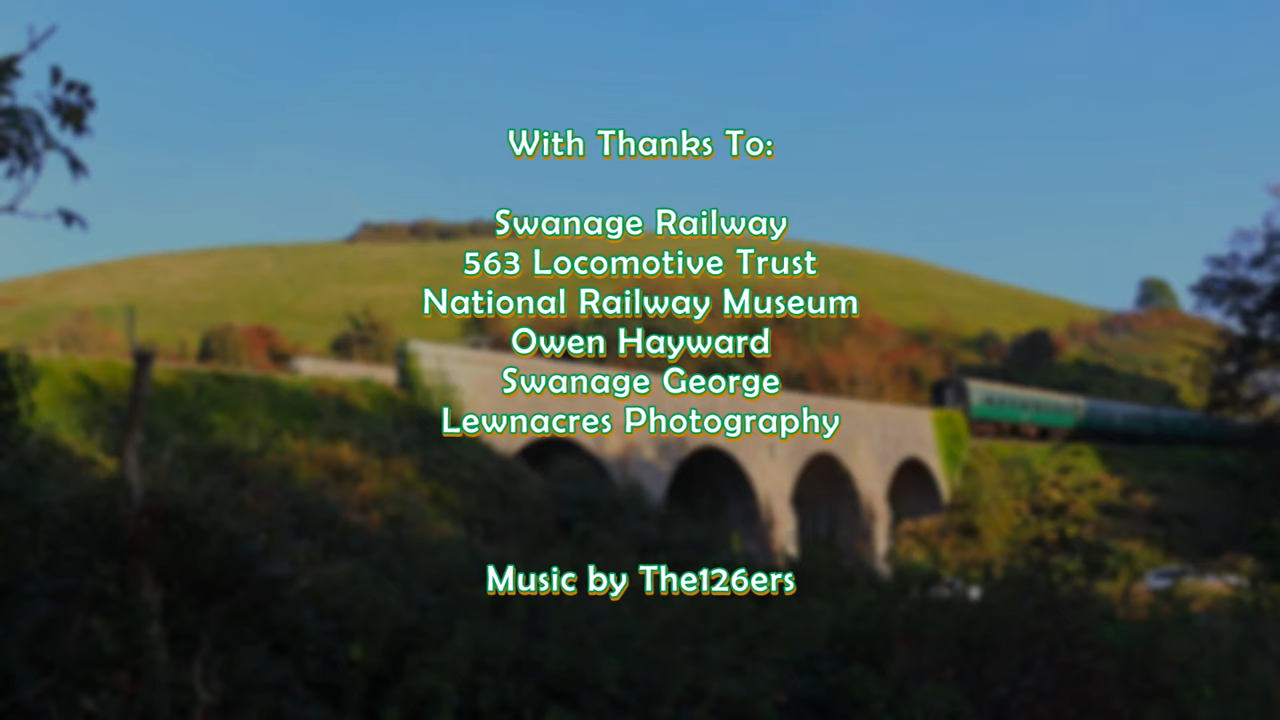 With Thanks To:
Swanage Railway
563 Locomotive Trust
National Railway Museum
Owen Hayward
Swanage George
Lewnacres Photography
Music by The126ers